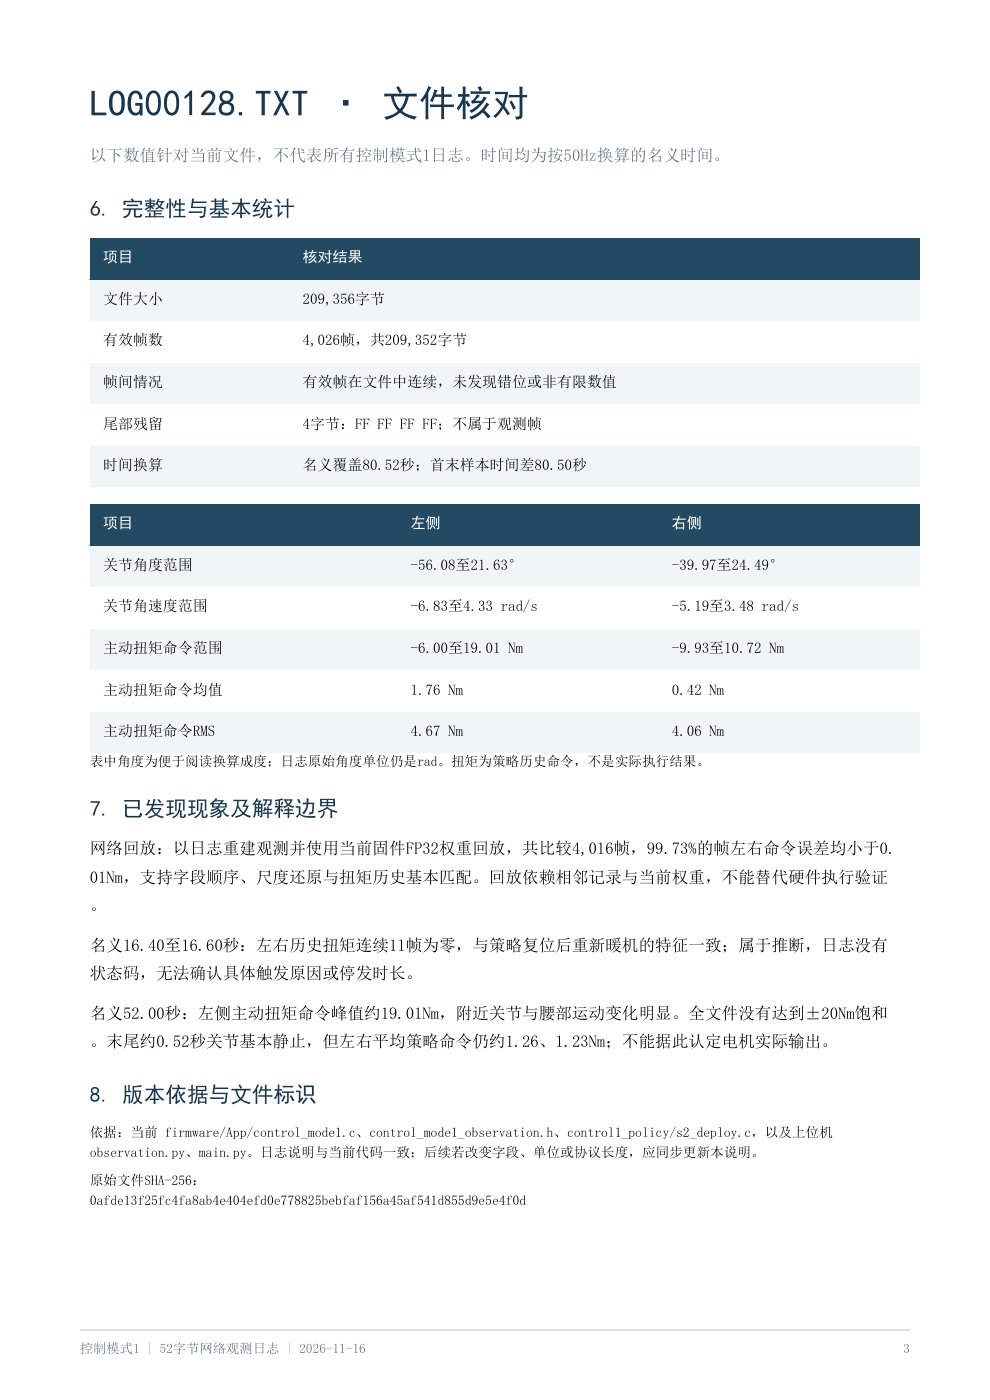 LOG00128.TXT · 文件核对
以下数值针对当前文件，不代表所有控制模式1日志。时间均为按50Hz换算的名义时间。
6. 完整性与基本统计
项目 核对结果
文件大小 209,356字节
有效帧数 4,026帧，共209,352字节
帧间情况 有效帧在文件中连续，未发现错位或非有限数值
尾部残留 4字节：FF FF FF FF；不属于观测帧
时间换算 名义覆盖80.52秒；首末样本时间差80.50秒
项目 左侧 右侧
关节角度范围 -56.08至21.63° -39.97至24.49°
关节角速度范围 -6.83至4.33 rad/s -5.19至3.48 rad/s
主动扭矩命令范围 -6.00至19.01 Nm -9.93至10.72 Nm
主动扭矩命令均值 1.76 Nm 0.42 Nm
主动扭矩命令RMS 4.67 Nm 4.06 Nm
表中角度为便于阅读换算成度；日志原始角度单位仍是rad。扭矩为策略历史命令，不是实际执行结果。
7. 已发现现象及解释边界
网络回放：以日志重建观测并使用当前固件FP32权重回放，共比较4,016帧，99.73%的帧左右命令误差均小于0.
01Nm，支持字段顺序、尺度还原与扭矩历史基本匹配。回放依赖相邻记录与当前权重，不能替代硬件执行验证
。
名义16.40至16.60秒：左右历史扭矩连续11帧为零，与策略复位后重新暖机的特征一致；属于推断，日志没有
状态码，无法确认具体触发原因或停发时长。
名义52.00秒：左侧主动扭矩命令峰值约19.01Nm，附近关节与腰部运动变化明显。全文件没有达到±20Nm饱和
。末尾约0.52秒关节基本静止，但左右平均策略命令仍约1.26、1.23Nm；不能据此认定电机实际输出。
8. 版本依据与文件标识
依据：当前 firmware/App/control_mode1.c、control_mode1_observation.h、control1_policy/s2_deploy.c，以及上位机
observation.py、main.py。日志说明与当前代码一致；后续若改变字段、单位或协议长度，应同步更新本说明。
原始文件SHA-256：
0afde13f25fc4fa8ab4e404efd0e778825bebfaf156a45af541d855d9e5e4f0d
控制模式1 | 52字节网络观测日志 | 2026-11-16 3